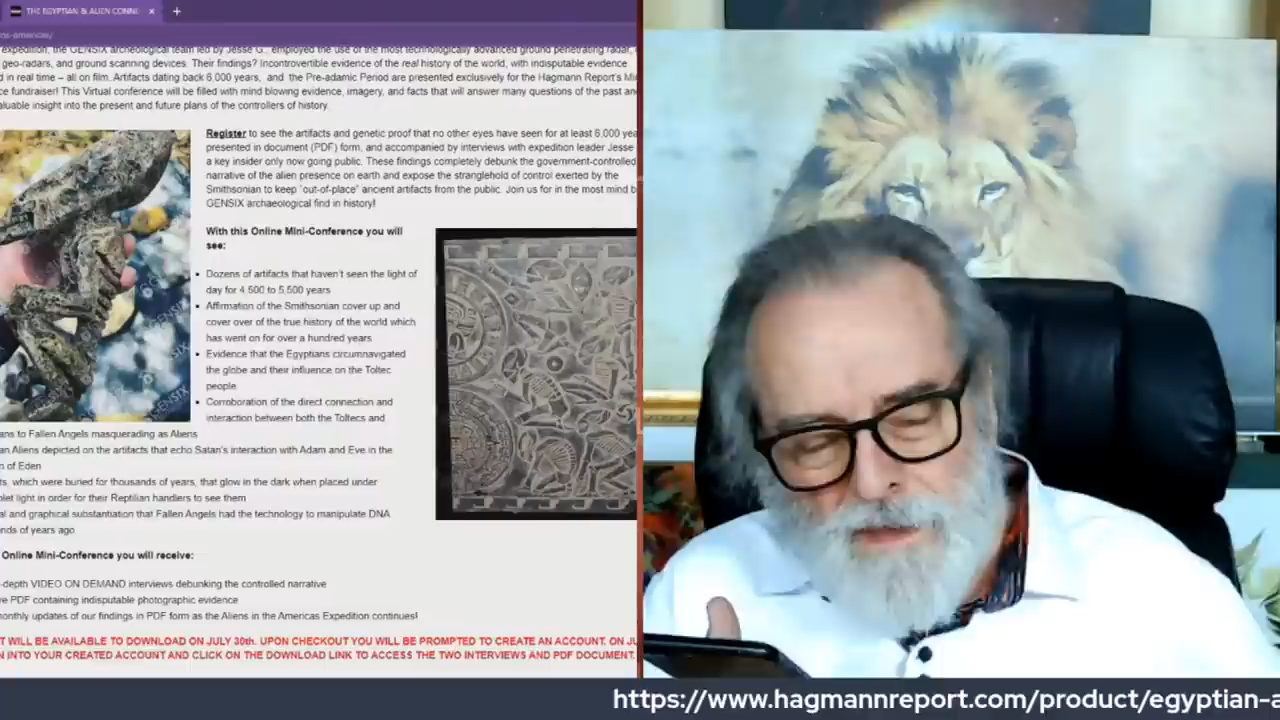 THE EGYPTIAN & ALIEN CONNE
ns-americas/
expedition, the GENSIX archeological team led by Jesse G., employed the use of the most technologically advanced ground penetrating radar,
geo-radars, and ground scanning devices. Their findings? Incontrovertible evidence of the real history of the world, with indisputable evidence
d in real time – all on film. Artifacts dating back 6,000 years, and the Pre-adamic Period are presented exclusively for the Hagmann Report's Mi
ce fundraiser! This Virtual conference will be filled with mind blowing evidence, imagery, and facts that will answer many questions of the past an
aluable insight into the present and future plans of the controllers of history.
Register to see the artifacts and genetic proof that no other eyes have seen for at least 6,000 yea
presented in document (PDF) form, and accompanied by interviews with expedition leader Jesse
a key insider only now going public. These findings completely debunk the government-controlled
narrative of the alien presence on earth and expose the stranglehold of control exerted by the
Smithsonian to keep "out-of-place" ancient artifacts from the public. Join us for in the most mind b
GENSIX archaeological find in history!
With this Online Mini-Conference you will
see:
Dozens of artifacts that haven't seen the light of
day for 4,500 to 5,500 years
Affirmation of the Smithsonian cover up and
cover over of the true history of the world which
has went on for over a hundred years
Evidence that the Egyptians circumnavigated
the globe and their influence on the Toltec
people
Corroboration of the direct connection and
interaction between both the Toltecs and
ans to Fallen Angels masquerading as Aliens
an Aliens depicted on the artifacts that echo Satan's interaction with Adam and Eve in the
n of Eden
ts, which were buried for thousands of years, that glow in the dark when placed under
olet light in order for their Reptilian handlers to see them
al and graphical substantiation that Fallen Angels had the technology to manipulate DNA
nds of years ago
Online Mini-Conference you will receive:
-depth VIDEO ON DEMAND interviews debunking the controlled narrative
ve PDF containing indisputable photographic evidence
monthly updates of our findings in PDF form as the Aliens in the Americas Expedition continues!
T WILL BE AVAILABLE TO DOWNLOAD ON JULY 30th. UPON CHECKOUT YOU WILL BE PROMPTED TO CREATE AN ACCOUNT. ON JU
N INTO YOUR CREATED ACCOUNT AND CLICK ON THE DOWNLOAD LINK TO ACCESS THE TWO INTERVIEWS AND PDF DOCUMENT.
https://www.hagmannreport.com/product/egyptian-a